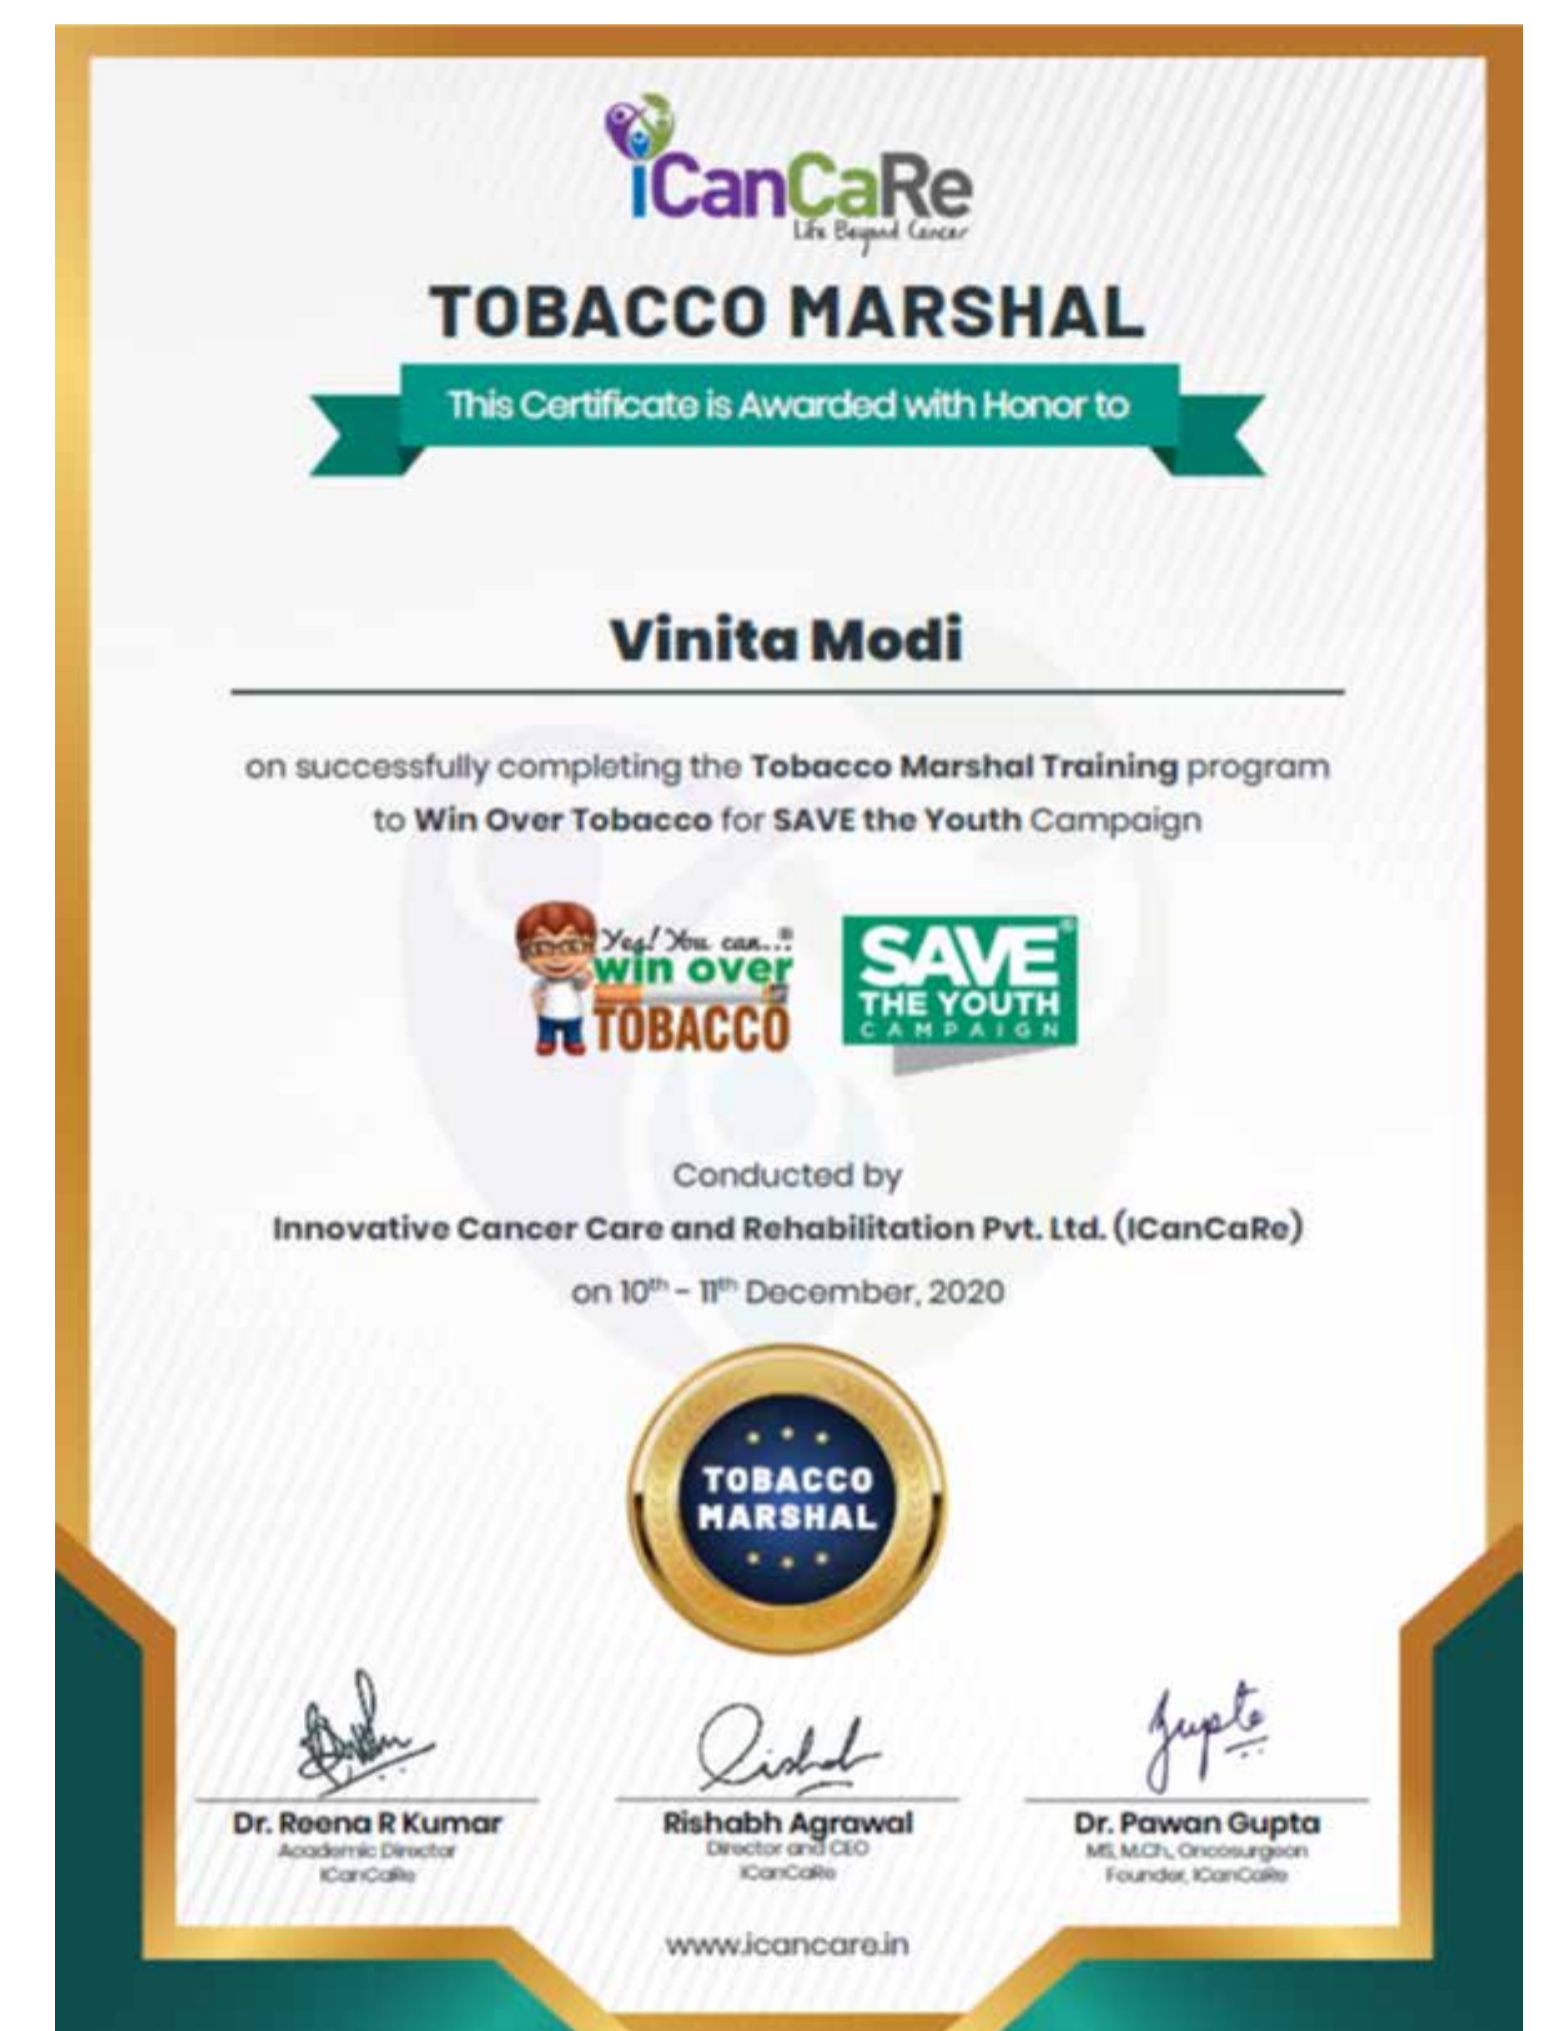 iCanCaRe
Life Beyond Cancer
TOBACCO MARSHAL
This Certificate is Awarded with Honor to
Vinita Modi
on successfully completing the Tobacco Marshal Training program
to Win Over Tobacco for SAVE the Youth Campaign
Yes! You can..!®
win over
TOBACCO
SAVE®
THE YOUTH
CAMPAIGN
Conducted by
Innovative Cancer Care and Rehabilitation Pvt. Ltd. (ICanCaRe)
on 10th - 11th December, 2020
TOBACCO
MARSHAL
Rishabh
Gupta
Dr. Reena R Kumar
Academic Director
ICanCaRe
Rishabh Agrawal
Director and CEO
ICanCaRe
Dr. Pawan Gupta
MS, M.Ch., Oncosurgeon
Founder, ICanCaRe
www.icancare.in